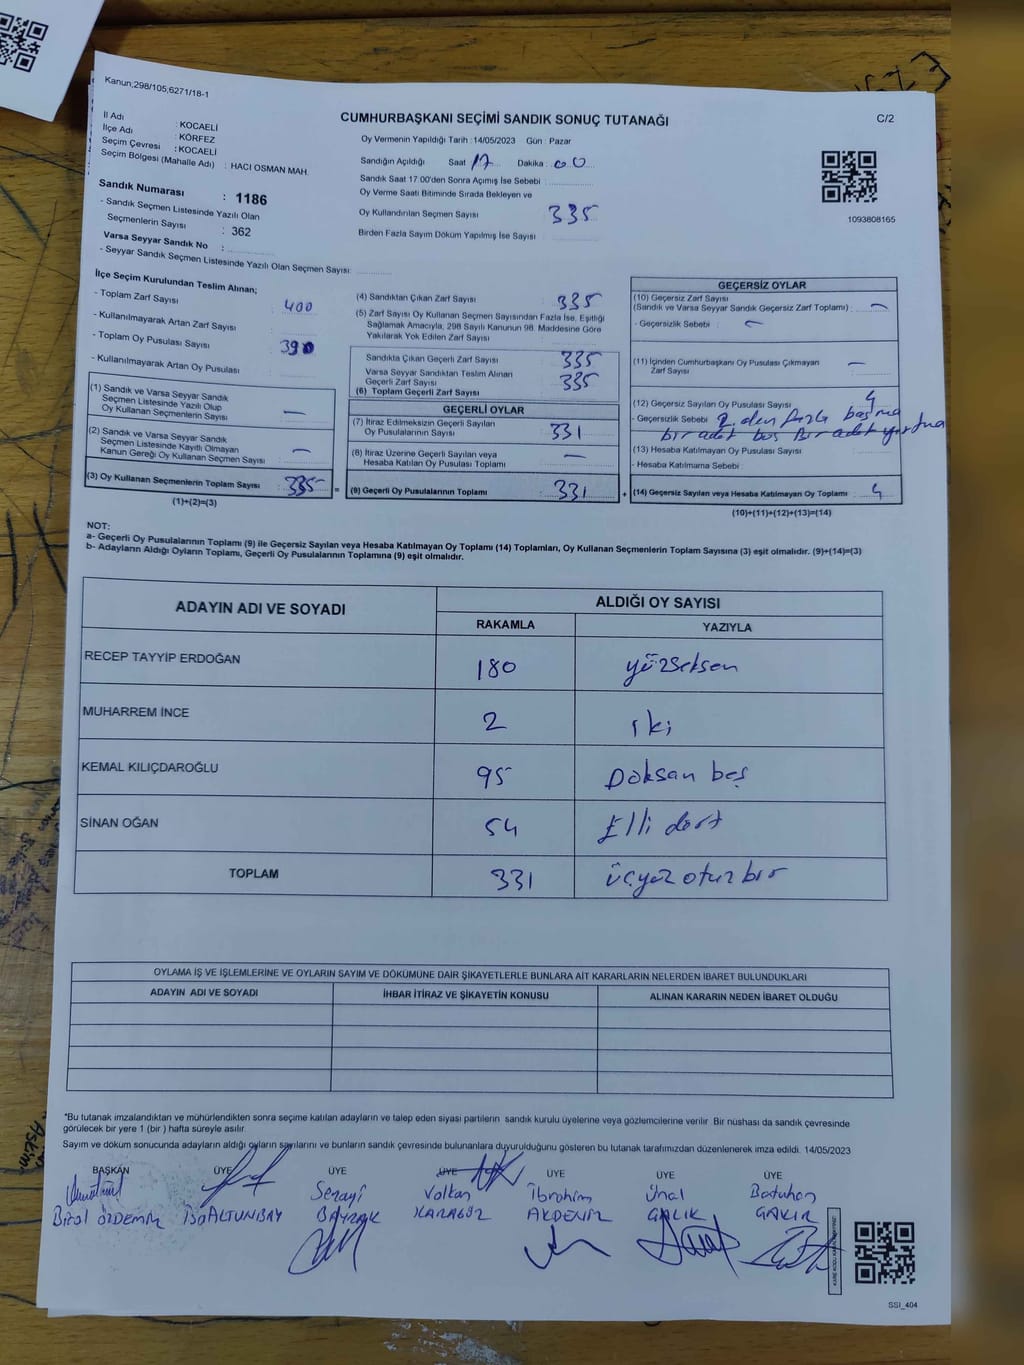 Kanun;298/105,6271/18-1
CUMHURBAŞKANI SEÇİMİ SANDIK SONUÇ TUTANAĞI
C/2
İl Adı : KOCAELİ
İlçe Adı : KÖRFEZ
Seçim Çevresi : KOCAELİ
Seçim Bölgesi (Mahalle Adı) : HACI OSMAN MAH.
Sandık Numarası : 1186
- Sandık Seçmen Listesinde Yazılı Olan
Seçmenlerin Sayısı : 362
Varsa Seyyar Sandık No :
- Seyyar Sandık Seçmen Listesinde Yazılı Olan Seçmen Sayısı:
Oy Vermenin Yapıldığı Tarih : 14/05/2023 Gün : Pazar
Sandığın Açıldığı Saat 17 Dakika : 00
Sandık Saat 17:00'den Sonra Açımış İse Sebebi :
Oy Verme Saati Bitiminde Sırada Bekleyen ve
Oy Kullandırılan Seçmen Sayısı 335
Birden Fazla Sayım Döküm Yapılmış İse Sayısı :
1093808165
İlçe Seçim Kurulundan Teslim Alınan;
- Toplam Zarf Sayısı : 400
- Kullanılmayarak Artan Zarf Sayısı :
- Toplam Oy Pusulası Sayısı : 390
- Kullanılmayarak Artan Oy Pusulası
(1) Sandık ve Varsa Seyyar Sandık
Seçmen Listesinde Yazılı Olup
Oy Kullanan Seçmenlerin Sayısı : —
(2) Sandık ve Varsa Seyyar Sandık
Seçmen Listesinde Kayıtlı Olmayan
Kanun Gereği Oy Kullanan Seçmen Sayısı : —
(3) Oy Kullanan Seçmenlerin Toplam Sayısı : 335 =
(1)+(2)=(3)
(4) Sandıktan Çıkan Zarf Sayısı : 335
(5) Zarf Sayısı Oy Kullanan Seçmen Sayısından Fazla İse, Eşitliği
Sağlamak Amacıyla, 298 Sayılı Kanunun 98. Maddesine Göre
Yakılarak Yok Edilen Zarf Sayısı :
Sandıkta Çıkan Geçerli Zarf Sayısı : 335
Varsa Seyyar Sandıktan Teslim Alınan
Geçerli Zarf Sayısı : 335
(6) Toplam Geçerli Zarf Sayısı :
GEÇERLİ OYLAR
(7) İtiraz Edilmeksizin Geçerli Sayılan
Oy Pusulalarının Sayısı : 331
(8) İtiraz Üzerine Geçerli Sayılan veya
Hesaba Katılan Oy Pusulası Toplamı : —
(9) Geçerli Oy Pusulalarının Toplamı : 331 +
GEÇERSİZ OYLAR
(10) Geçersiz Zarf Sayısı
(Sandık ve Varsa Seyyar Sandık Geçersiz Zarf Toplamı) : —
- Geçersizlik Sebebi : —
(11) İçinden Cumhurbaşkanı Oy Pusulası Çıkmayan
Zarf Sayısı : —
(12) Geçersiz Sayılan Oy Pusulası Sayısı : 4
- Geçersizlik Sebebi 2. den fazla basma
bir adet boş Bir adet yırtma
(13) Hesaba Katılmayan Oy Pusulası Sayısı :
- Hesaba Katılmama Sebebi :
(14) Geçersiz Sayılan veya Hesaba Katılmayan Oy Toplamı : 4
(10)+(11)+(12)+(13)=(14)
NOT:
a- Geçerli Oy Pusulalarının Toplamı (9) ile Geçersiz Sayılan veya Hesaba Katılmayan Oy Toplamı (14) Toplamları, Oy Kullanan Seçmenlerin Toplam Sayısına (3) eşit olmalıdır. (9)+(14)=(3)
b- Adayların Aldığı Oyların Toplamı, Geçerli Oy Pusulalarının Toplamına (9) eşit olmalıdır.
ADAYIN ADI VE SOYADI ALDIĞI OY SAYISI
RAKAMLA YAZIYLA
RECEP TAYYİP ERDOĞAN 180 yüzseksen
MUHARREM İNCE 2 iki
KEMAL KILIÇDAROĞLU 95 Doksan beş
SİNAN OĞAN 54 Elli dört
TOPLAM 331 üçyüz otuz bir
OYLAMA İŞ VE İŞLEMLERİNE VE OYLARIN SAYIM VE DÖKÜMÜNE DAİR ŞİKAYETLERLE BUNLARA AİT KARARLARIN NELERDEN İBARET BULUNDUKLARI
ADAYIN ADI VE SOYADI İHBAR İTİRAZ VE ŞİKAYETİN KONUSU ALINAN KARARIN NEDEN İBARET OLDUĞU
*Bu tutanak imzalandıktan ve mühürlendikten sonra seçime katılan adayların ve talep eden siyasi partilerin sandık kurulu üyelerine veya gözlemcilerine verilir. Bir nüshası da sandık çevresinde
görülecek bir yere 1 (bir ) hafta süreyle asılır.
Sayım ve döküm sonucunda adayların aldığı oyların sayılarını ve bunların sandık çevresinde bulunanlara duyurulduğunu gösteren bu tutanak tarafımızdan düzenlenerek imza edildi. 14/05/2023
BAŞKAN ÜYE ÜYE ÜYE ÜYE ÜYE ÜYE
Serayi Volkan İbrahim Ünal Batuhan
Birol ÖZDEMİR İsa ALTUNBAY BAYRAK KARAGÖZ AKDENİZ ÇALIK ÇAKIR
SSI_404